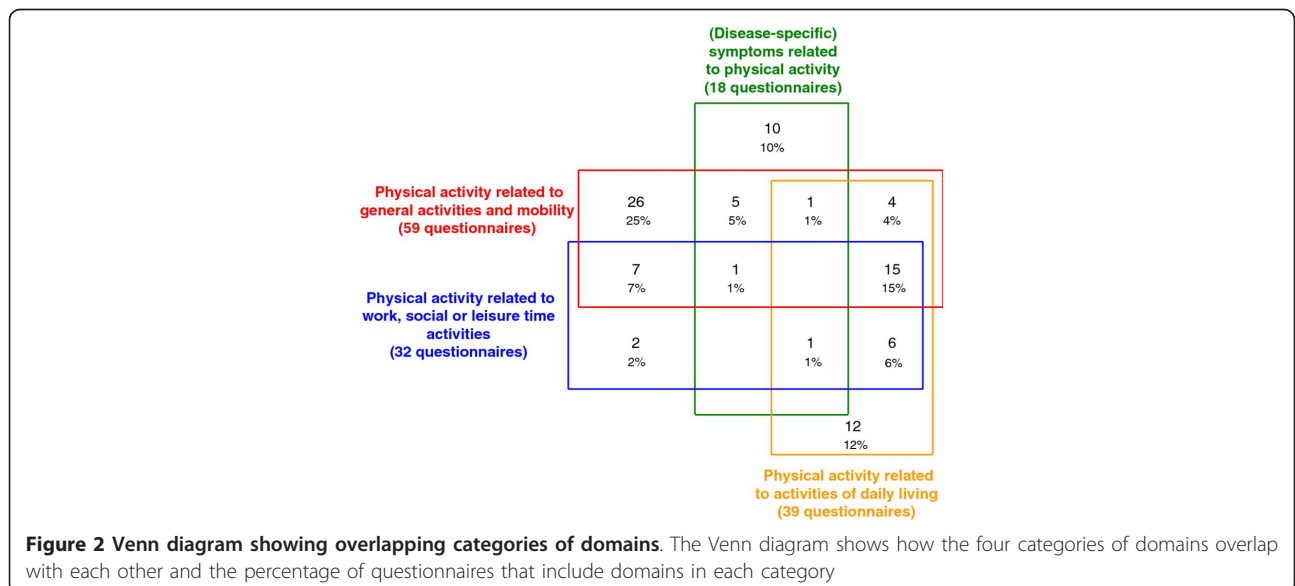 (Disease-specific)
symptoms related
to physical activity
(18 questionnaires)
10
10%
Physical activity related to
general activities and mobility
(59 questionnaires)
26
25%
5
5%
1
1%
4
4%
Physical activity related to
work, social or leisure time
activities
(32 questionnaires)
7
7%
1
1%
15
15%
2
2%
1
1%
6
6%
12
12%
Physical activity related
to activities of daily living
(39 questionnaires)
Figure 2 Venn diagram showing overlapping categories of domains. The Venn diagram shows how the four categories of domains overlap
with each other and the percentage of questionnaires that include domains in each category